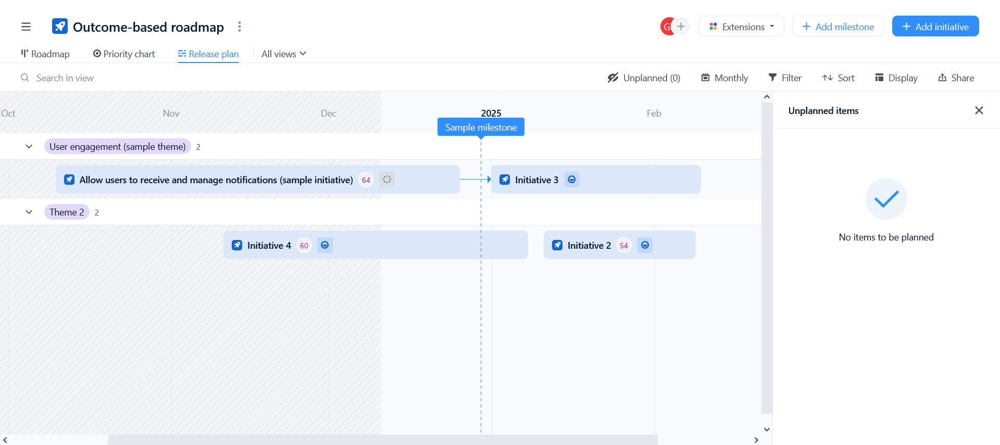 Outcome-based roadmap
G
Extensions
Add milestone
Add initiative
Roadmap
Priority chart
Release plan
All views
Search in view
Unplanned (0)
Monthly
Filter
Sort
Display
Share
Oct
Nov
Dec
2025
Feb
Sample milestone
Unplanned items
User engagement (sample theme) 2
Allow users to receive and manage notifications (sample initiative) 64
Initiative 3
Theme 2 2
Initiative 4 60
Initiative 2 54
No items to be planned